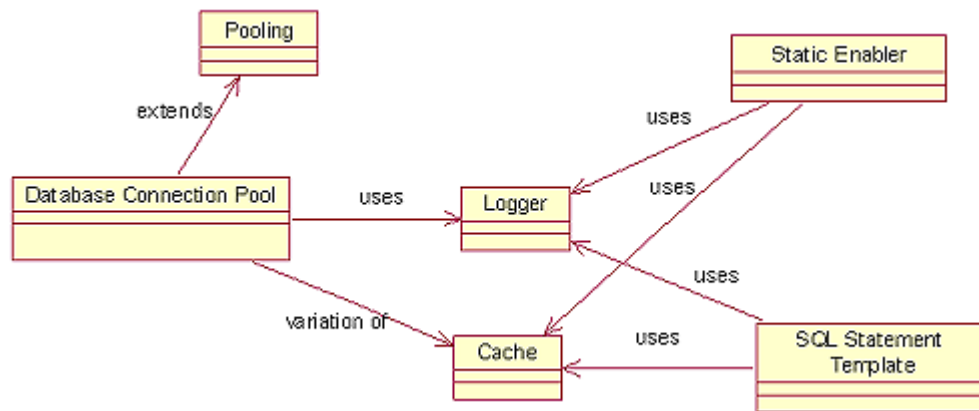 Pooling
Static Enabler
extends
uses
Database Connection Pool
uses
uses
Logger
uses
variation of
Cache
uses
SQL Statement
Template